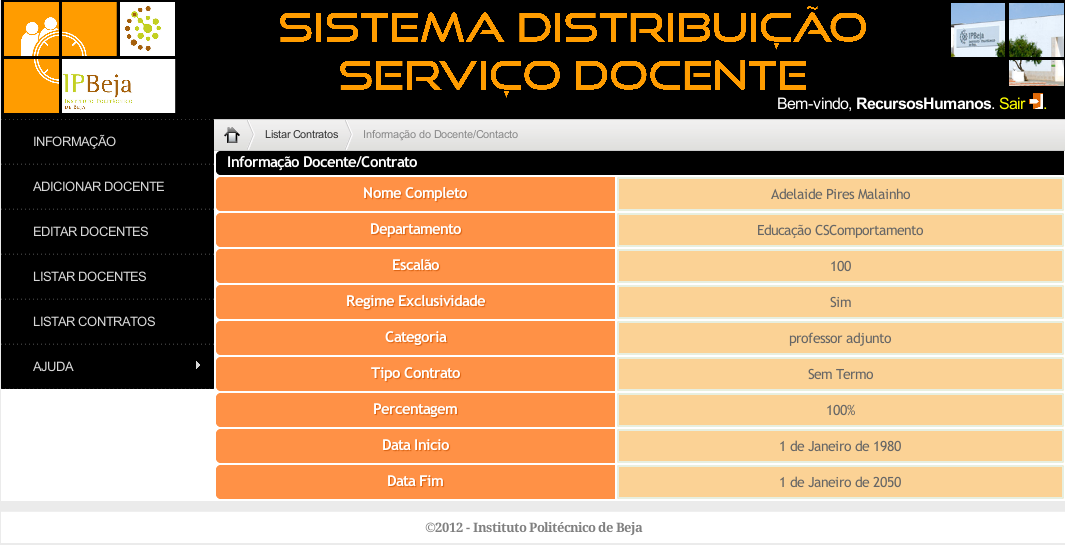 SISTEMA DISTRIBUIÇÃO
SERVIÇO DOCENTE
IPBeja
INSTITUTO POLITÉCNICO
DE BEJA
IPBeja
Bem-vindo, RecursosHumanos. Sair .
INFORMAÇÃO
ADICIONAR DOCENTE
EDITAR DOCENTES
LISTAR DOCENTES
LISTAR CONTRATOS
AJUDA
Listar Contratos Informação do Docente/Contacto
Informação Docente/Contrato
Nome Completo Adelaide Pires Malainho
Departamento Educação CSComportamento
Escalão 100
Regime Exclusividade Sim
Categoria professor adjunto
Tipo Contrato Sem Termo
Percentagem 100%
Data Inicio 1 de Janeiro de 1980
Data Fim 1 de Janeiro de 2050
©2012 - Instituto Politécnico de Beja